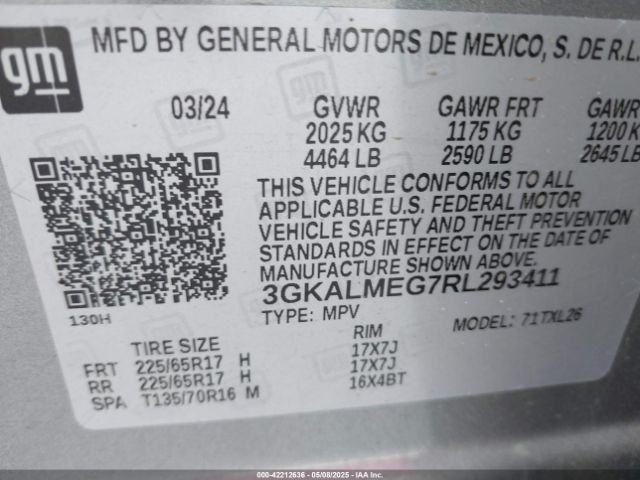 gm
MFD BY GENERAL MOTORS DE MEXICO, S. DE R.L.
03/24 GVWR GAWR FRT GAWR
2025 KG 1175 KG 1200 K
4464 LB 2590 LB 2645 LB
THIS VEHICLE CONFORMS TO ALL
APPLICABLE U.S. FEDERAL MOTOR
VEHICLE SAFETY AND THEFT PREVENTION
STANDARDS IN EFFECT ON THE DATE OF
MANUFACTURE SHOWN ABOVE.
3GKALMEG7RL293411
130H
TYPE: MPV MODEL: 71TXL26
TIRE SIZE RIM
FRT 225/65R17 H 17X7J
RR 225/65R17 H 17X7J
SPA T135/70R16 M 16X4BT
000-42212636 - 05/08/2025 - IAA Inc.